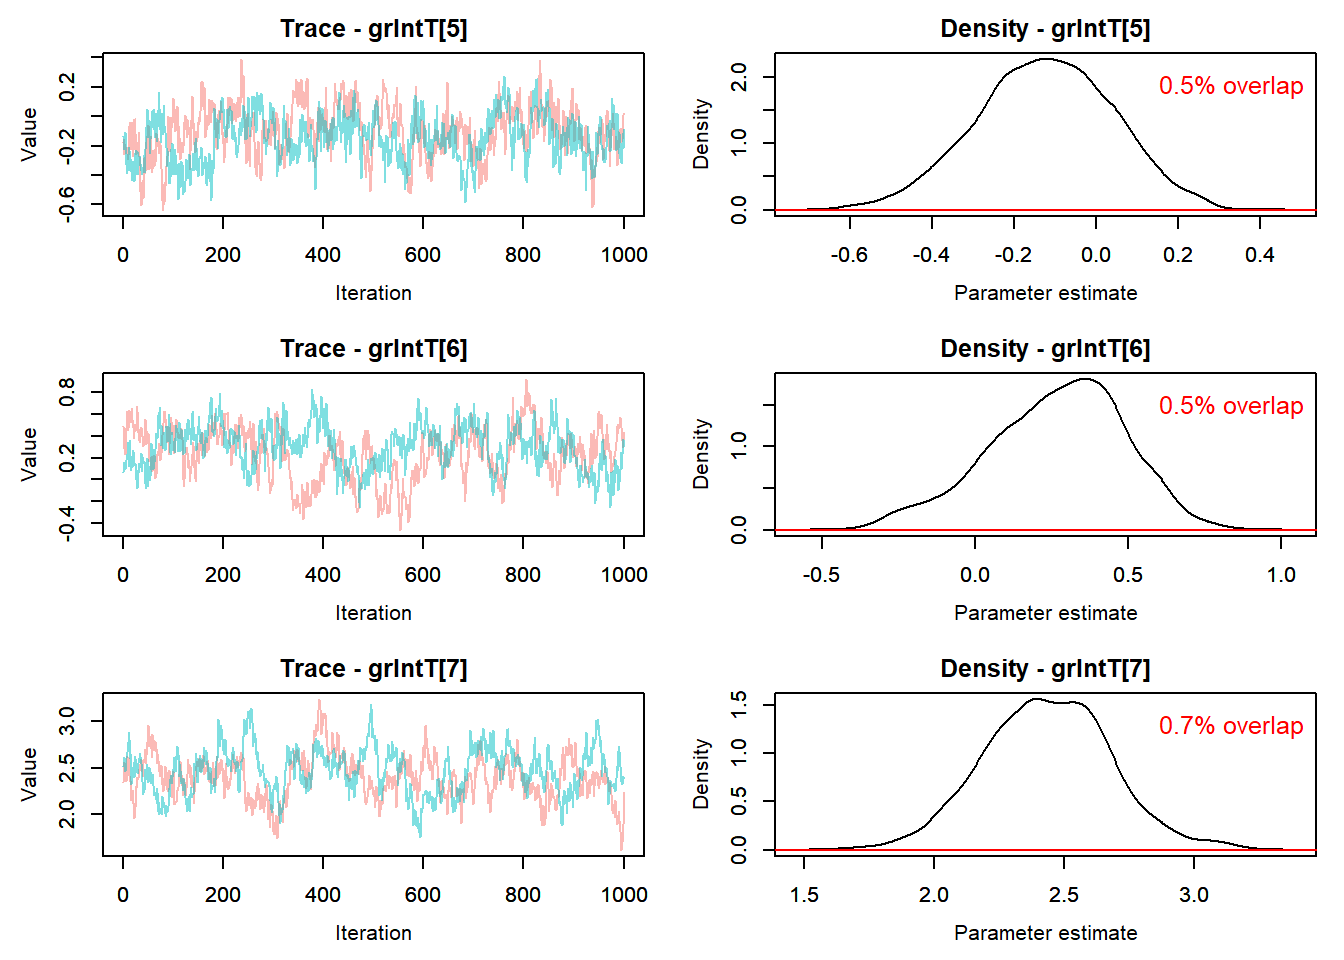 Trace - grIntT[5]
Value
-0.6
-0.2
0.2
0
200
400
600
800
1000
Iteration
Density - grIntT[5]
Density
0.0
1.0
2.0
0.5% overlap
-0.6
-0.4
-0.2
0.0
0.2
0.4
Parameter estimate
Trace - grIntT[6]
Value
-0.4
0.2
0.8
0
200
400
600
800
1000
Iteration
Density - grIntT[6]
Density
0.0
1.0
0.5% overlap
-0.5
0.0
0.5
1.0
Parameter estimate
Trace - grIntT[7]
Value
2.0
2.5
3.0
0
200
400
600
800
1000
Iteration
Density - grIntT[7]
Density
0.0
0.5
1.0
1.5
0.7% overlap
1.5
2.0
2.5
3.0
Parameter estimate